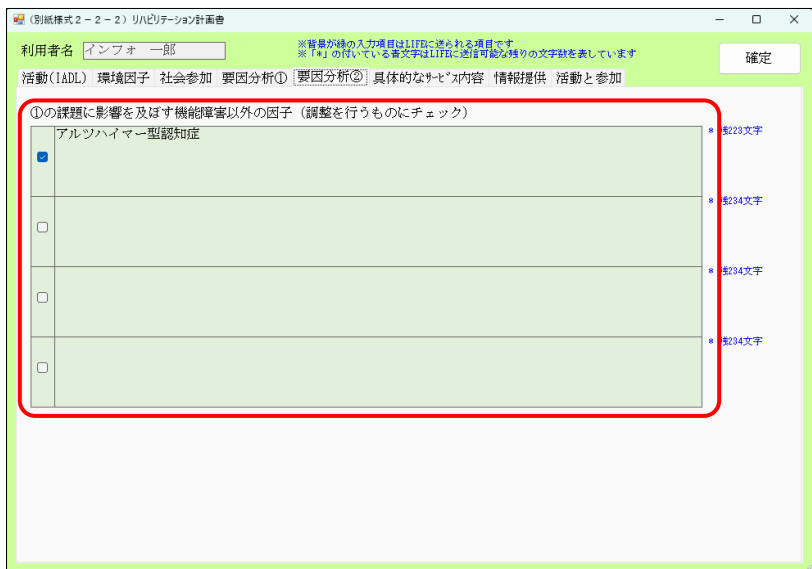 (別紙様式2-2-2) リハビリテーション計画書
利用者名 インフォ 一郎
※背景が緑の入力項目はLIFEに送られる項目です
※「*」の付いている青文字はLIFEに送信可能な残りの文字数を表しています
確定
活動(IADL) 環境因子 社会参加 要因分析① 要因分析② 具体的なサービス内容 情報提供 活動と参加
①の課題に影響を及ぼす機能障害以外の因子(調整を行うものにチェック)
アルツハイマー型認知症
* 残223文字
* 残234文字
* 残234文字
* 残234文字